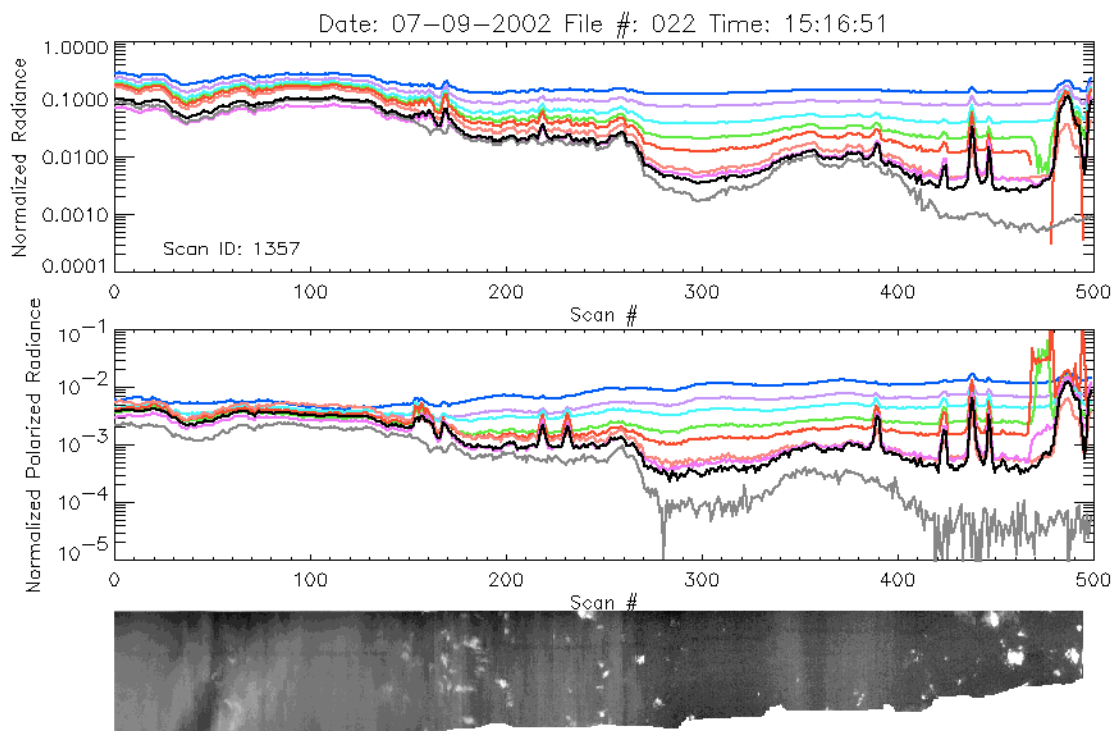 Date: 07-09-2002 File #: 022 Time: 15:16:51
Normalized Radiance
1.0000
0.1000
0.0100
0.0010
0.0001
Scan ID: 1357
0 100 200 300 400 500
Scan #
Normalized Polarized Radiance
10^-1
10^-2
10^-3
10^-4
10^-5
0 100 200 300 400 500
Scan #